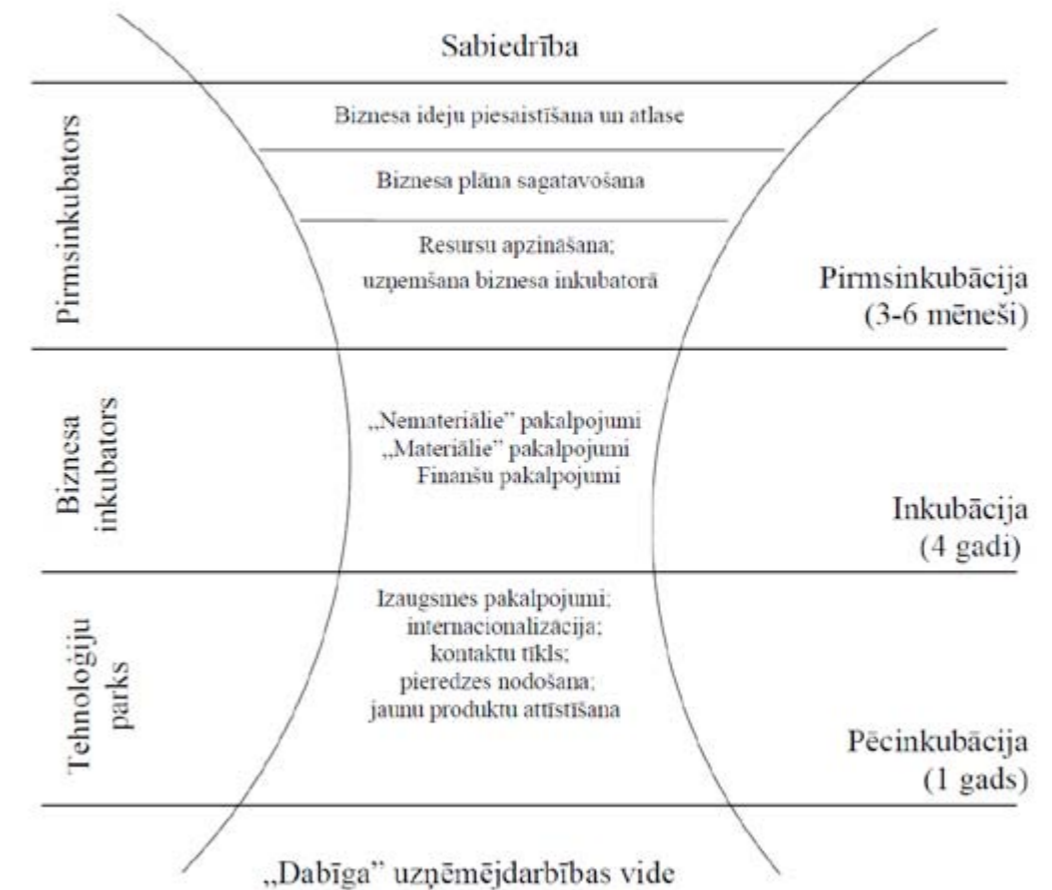 Sabiedrība
Pirmsinkubators
Biznesa ideju piesaistīšana un atlase
Biznesa plāna sagatavošana
Resursu apzināšana;
uzņemšana biznesa inkubatorā
Pirmsinkubācija
(3-6 mēneši)
Biznesa
inkubators
„Nemateriālie” pakalpojumi
„Materiālie” pakalpojumi
Finanšu pakalpojumi
Inkubācija
(4 gadi)
Tehnoloģiju
parks
Izaugsmes pakalpojumi;
internacionalizācija;
kontaktu tīkls;
pieredzes nodošana;
jaunu produktu attīstīšana
Pēcinkubācija
(1 gads)
„Dabīga” uzņēmējdarbības vide